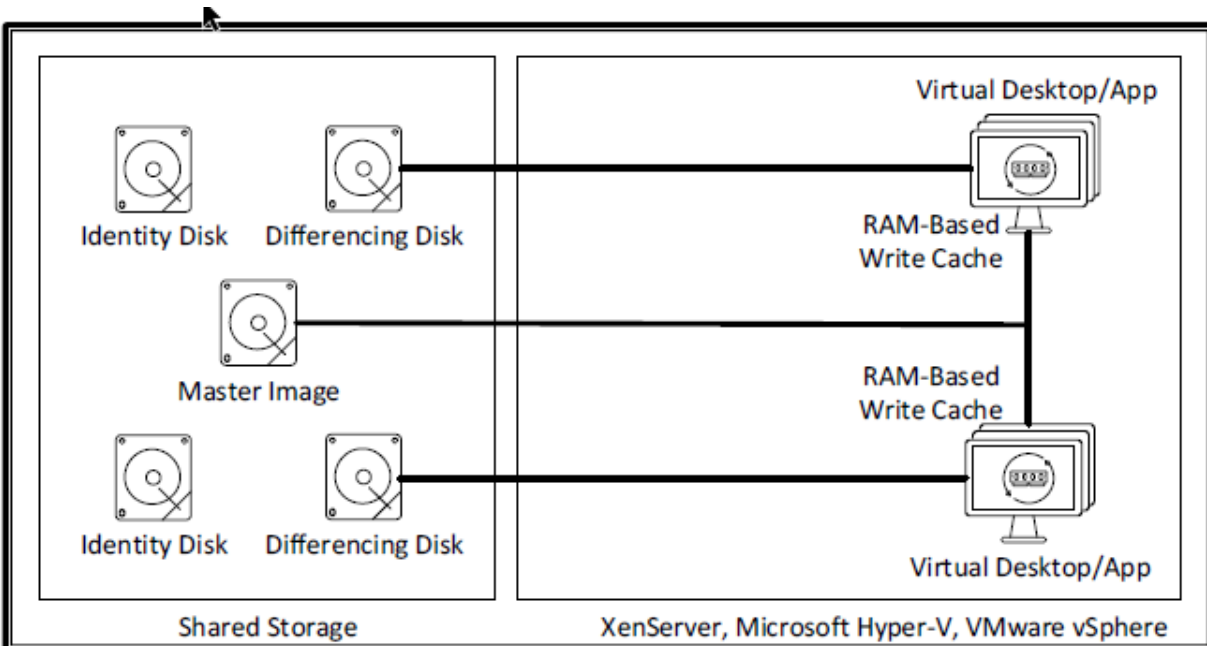 Virtual Desktop/App
RAM-Based
Write Cache
Identity Disk
Differencing Disk
Master Image
RAM-Based
Write Cache
Identity Disk
Differencing Disk
Virtual Desktop/App
Shared Storage
XenServer, Microsoft Hyper-V, VMware vSphere